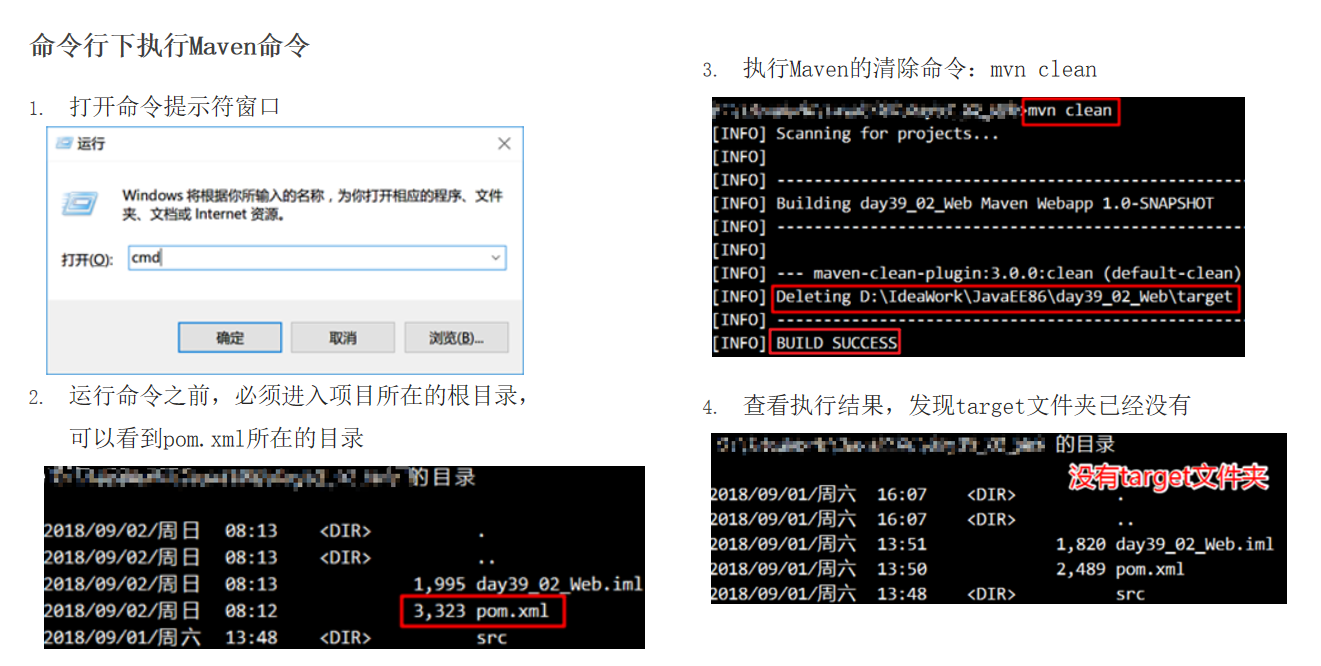 命令行下执行Maven命令
1. 打开命令提示符窗口
运行
Windows 将根据你所输入的名称，为你打开相应的程序、文件
夹、文档或 Internet 资源。
打开(O): cmd
确定 取消 浏览(B)...
2. 运行命令之前，必须进入项目所在的根目录，
可以看到pom.xml所在的目录
的目录
2018/09/02/周日 08:13 <DIR> .
2018/09/02/周日 08:13 <DIR> ..
2018/09/02/周日 08:13 1,995 day39_02_Web.iml
2018/09/02/周日 08:12 3,323 pom.xml
2018/09/01/周六 13:48 <DIR> src
3. 执行Maven的清除命令：mvn clean
mvn clean
[INFO] Scanning for projects...
[INFO]
[INFO] ------------------------------------------------
[INFO] Building day39_02_Web Maven Webapp 1.0-SNAPSHOT
[INFO] ------------------------------------------------
[INFO]
[INFO] --- maven-clean-plugin:3.0.0:clean (default-clean)
[INFO] Deleting D:\IdeaWork\JavaEE86\day39_02_Web\target
[INFO] ------------------------------------------------
[INFO] BUILD SUCCESS
4. 查看执行结果，发现target文件夹已经没有
的目录
没有target文件夹
2018/09/01/周六 16:07 <DIR> .
2018/09/01/周六 16:07 <DIR> ..
2018/09/01/周六 13:51 1,820 day39_02_Web.iml
2018/09/01/周六 13:50 2,489 pom.xml
2018/09/01/周六 13:48 <DIR> src